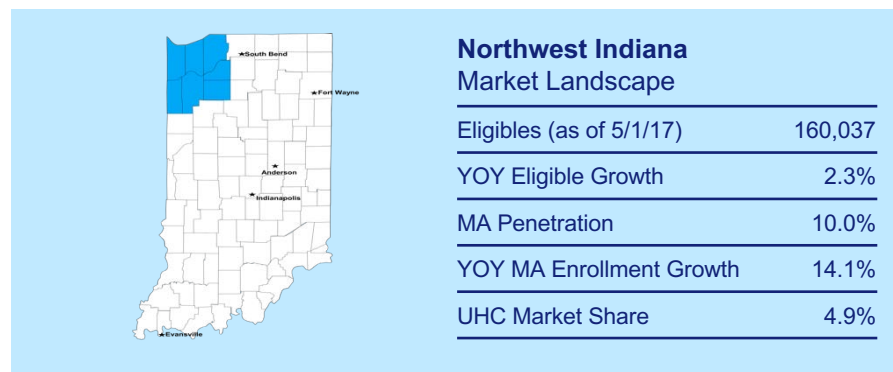 South Bend
Fort Wayne
Anderson
Indianapolis
Evansville
Northwest Indiana
Market Landscape
Eligibles (as of 5/1/17) 160,037
YOY Eligible Growth 2.3%
MA Penetration 10.0%
YOY MA Enrollment Growth 14.1%
UHC Market Share 4.9%